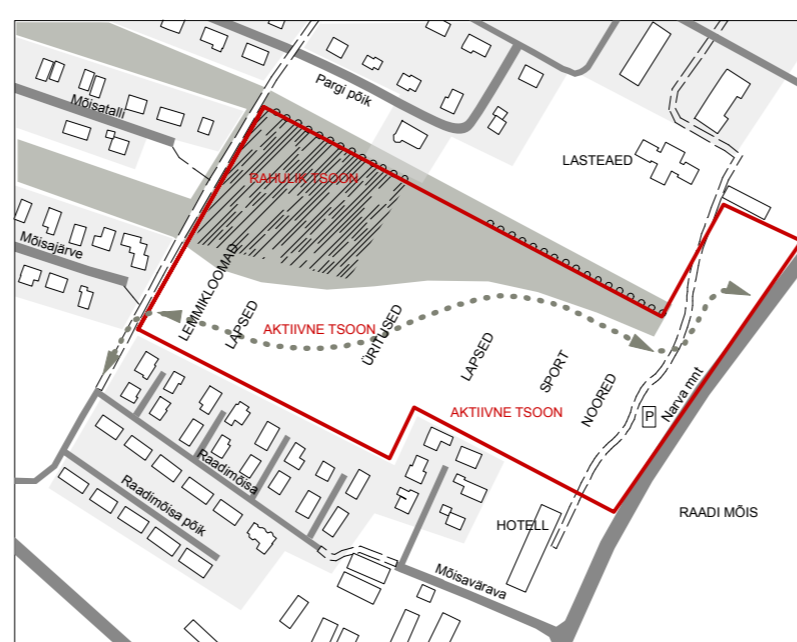 Pargi põik
Mõisatalli
LASTEAED
RAHULIK TSOON
Mõisajärve
LEMMIKLOOMAD
LAPSED
AKTIIVNE TSOON
ÜRITUSED
LAPSED
SPORT
NOORED
AKTIIVNE TSOON
P
Narva mnt
Raadimõisa
Raadimõisa põik
HOTELL
RAADI MÕIS
Mõisavärava